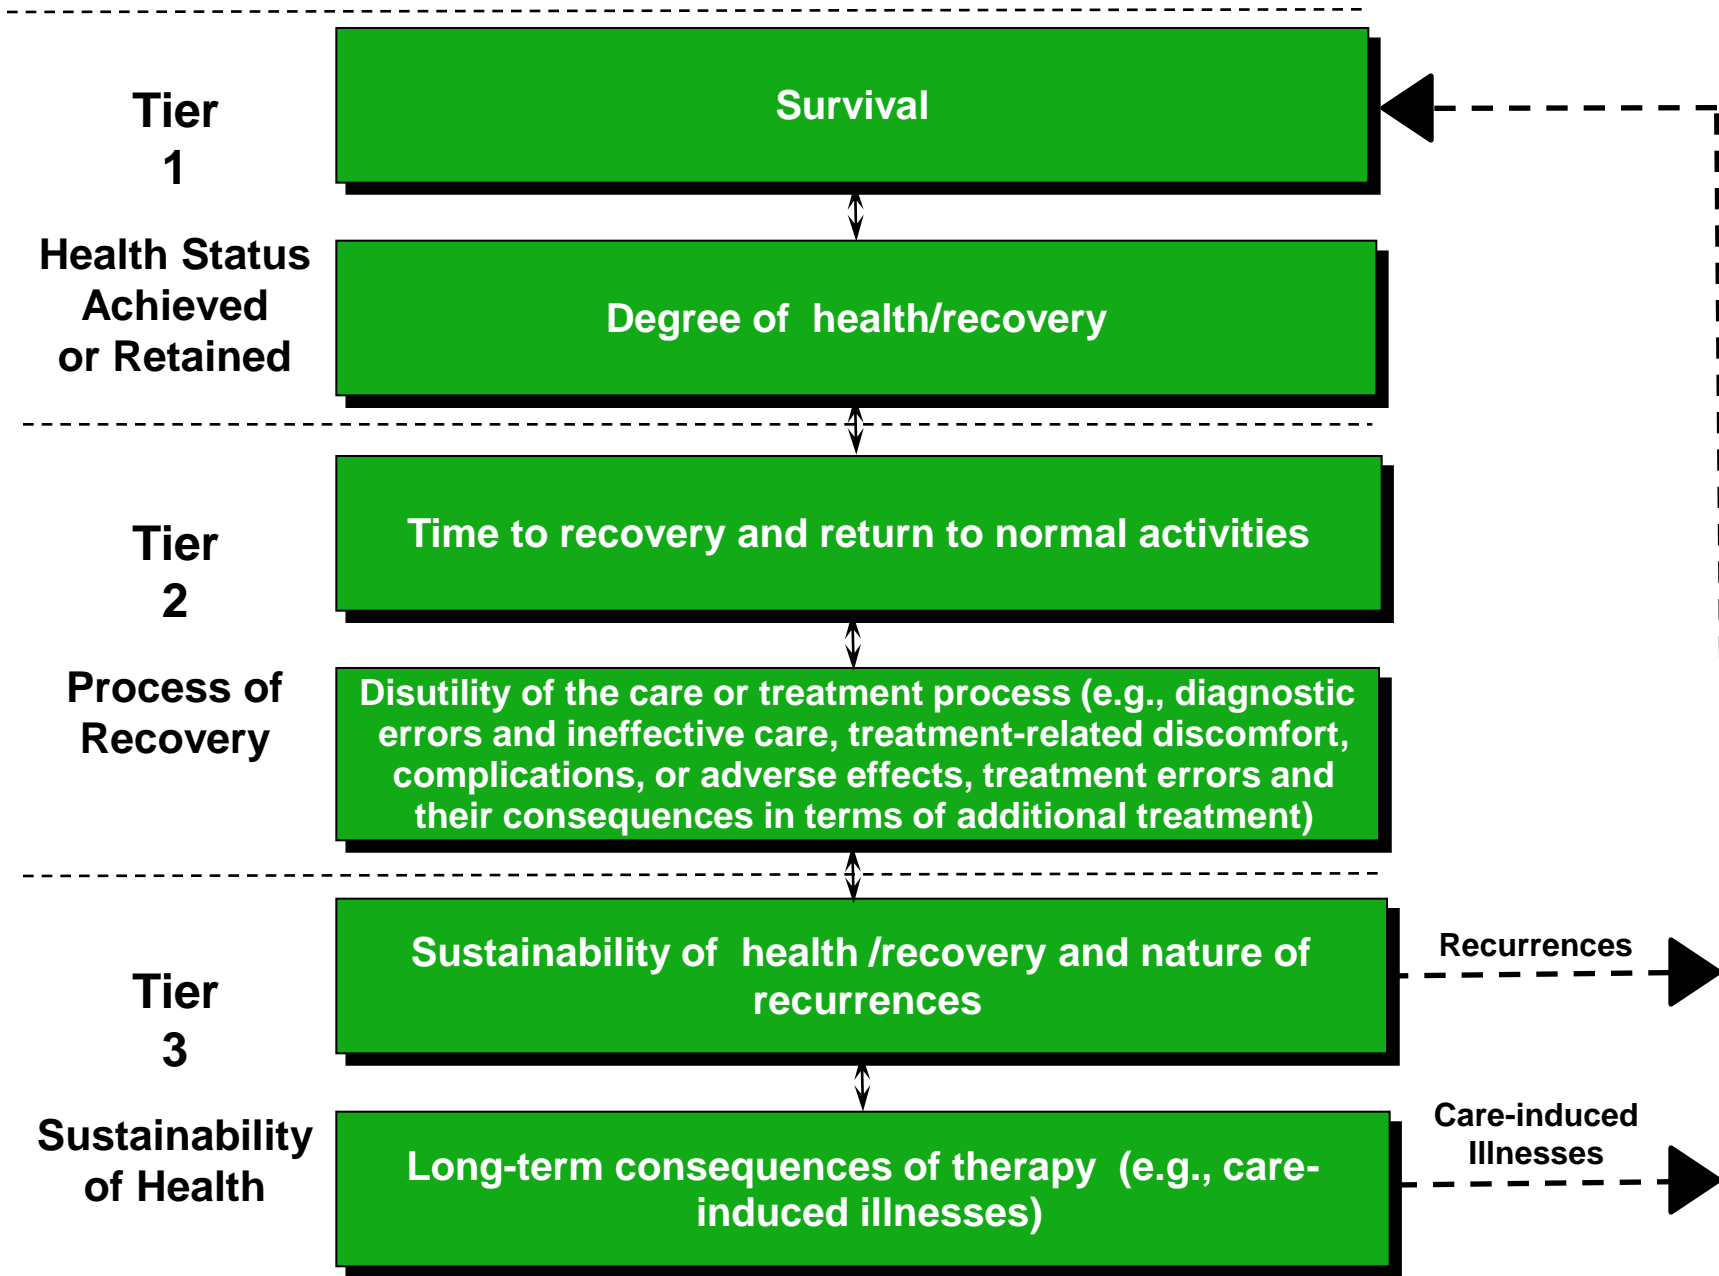 Tier
1
Health Status
Achieved
or Retained
Survival
Degree of health/recovery
Tier
2
Process of
Recovery
Time to recovery and return to normal activities
Disutility of the care or treatment process (e.g., diagnostic
errors and ineffective care, treatment-related discomfort,
complications, or adverse effects, treatment errors and
their consequences in terms of additional treatment)
Tier
3
Sustainability
of Health
Sustainability of health /recovery and nature of
recurrences
Recurrences
Long-term consequences of therapy (e.g., care-
induced illnesses)
Care-induced
Illnesses